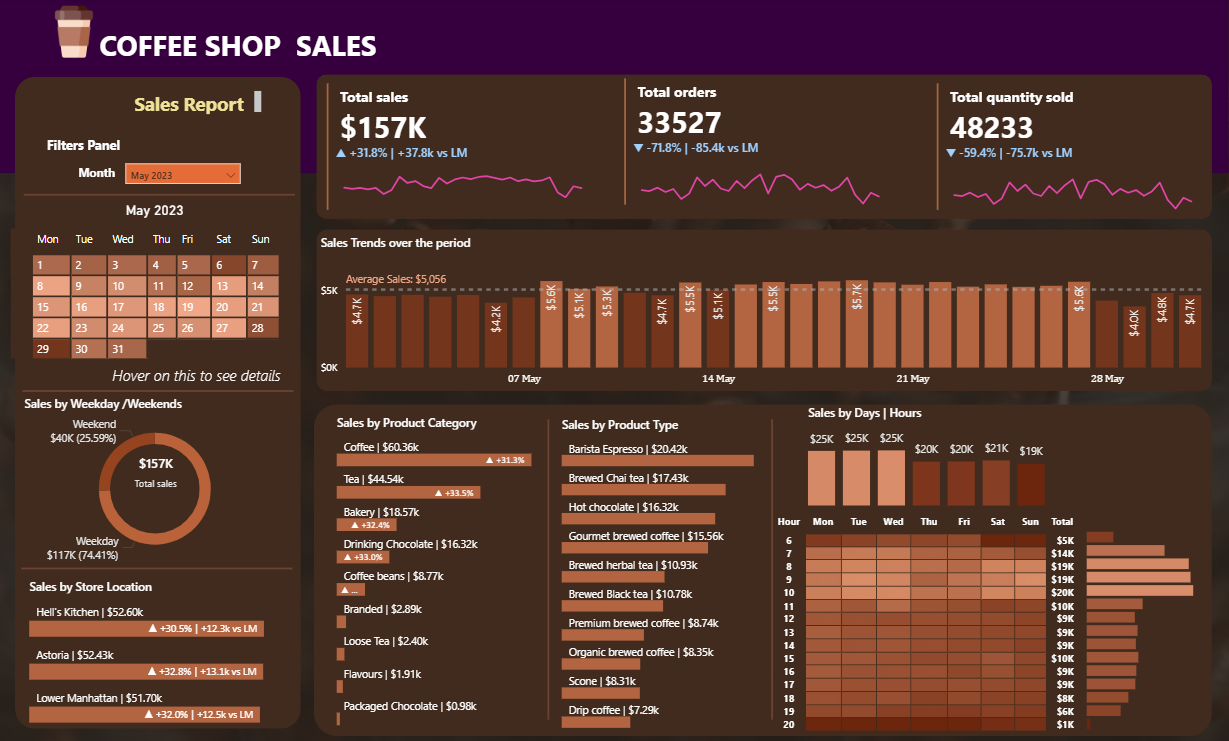 COFFEE SHOP SALES
Sales Report
Filters Panel
Month
May 2023
May 2023
Mon Tue Wed Thu Fri Sat Sun
1 2 3 4 5 6 7
8 9 10 11 12 13 14
15 16 17 18 19 20 21
22 23 24 25 26 27 28
29 30 31
Hover on this to see details
Sales by Weekday /Weekends
Weekend
$40K (25.59%)
$157K
Total sales
Weekday
$117K (74.41%)
Sales by Store Location
Hell's Kitchen | $52.60k
▲ +30.5% | +12.3k vs LM
Astoria | $52.43k
▲ +32.8% | +13.1k vs LM
Lower Manhattan | $51.70k
▲ +32.0% | +12.5k vs LM
Total sales
$157K
▲ +31.8% | +37.8k vs LM
Total orders
33527
▼ -71.8% | -85.4k vs LM
Total quantity sold
48233
▼ -59.4% | -75.7k vs LM
Sales Trends over the period
Average Sales: $5,056
$5K
$4.7K $4.2K $5.6K $5.1K $5.3K $4.7K $5.5K $5.1K $5.5K $5.7K $5.6K $4.0K $4.8K $4.7K
$0K
07 May 14 May 21 May 28 May
Sales by Product Category
Coffee | $60.36k
▲ +31.3%
Tea | $44.54k
▲ +33.5%
Bakery | $18.57k
▲ +32.4%
Drinking Chocolate | $16.32k
▲ +33.0%
Coffee beans | $8.77k
▲ ...
Branded | $2.89k
Loose Tea | $2.40k
Flavours | $1.91k
Packaged Chocolate | $0.98k
Sales by Product Type
Barista Espresso | $20.42k
Brewed Chai tea | $17.43k
Hot chocolate | $16.32k
Gourmet brewed coffee | $15.56k
Brewed herbal tea | $10.93k
Brewed Black tea | $10.78k
Premium brewed coffee | $8.74k
Organic brewed coffee | $8.35k
Scone | $8.31k
Drip coffee | $7.29k
Sales by Days | Hours
$25K $25K $25K $20K $20K $21K $19K
Hour Mon Tue Wed Thu Fri Sat Sun Total
6 $5K
7 $14K
8 $19K
9 $19K
10 $20K
11 $10K
12 $9K
13 $9K
14 $9K
15 $10K
16 $9K
17 $9K
18 $8K
19 $6K
20 $1K